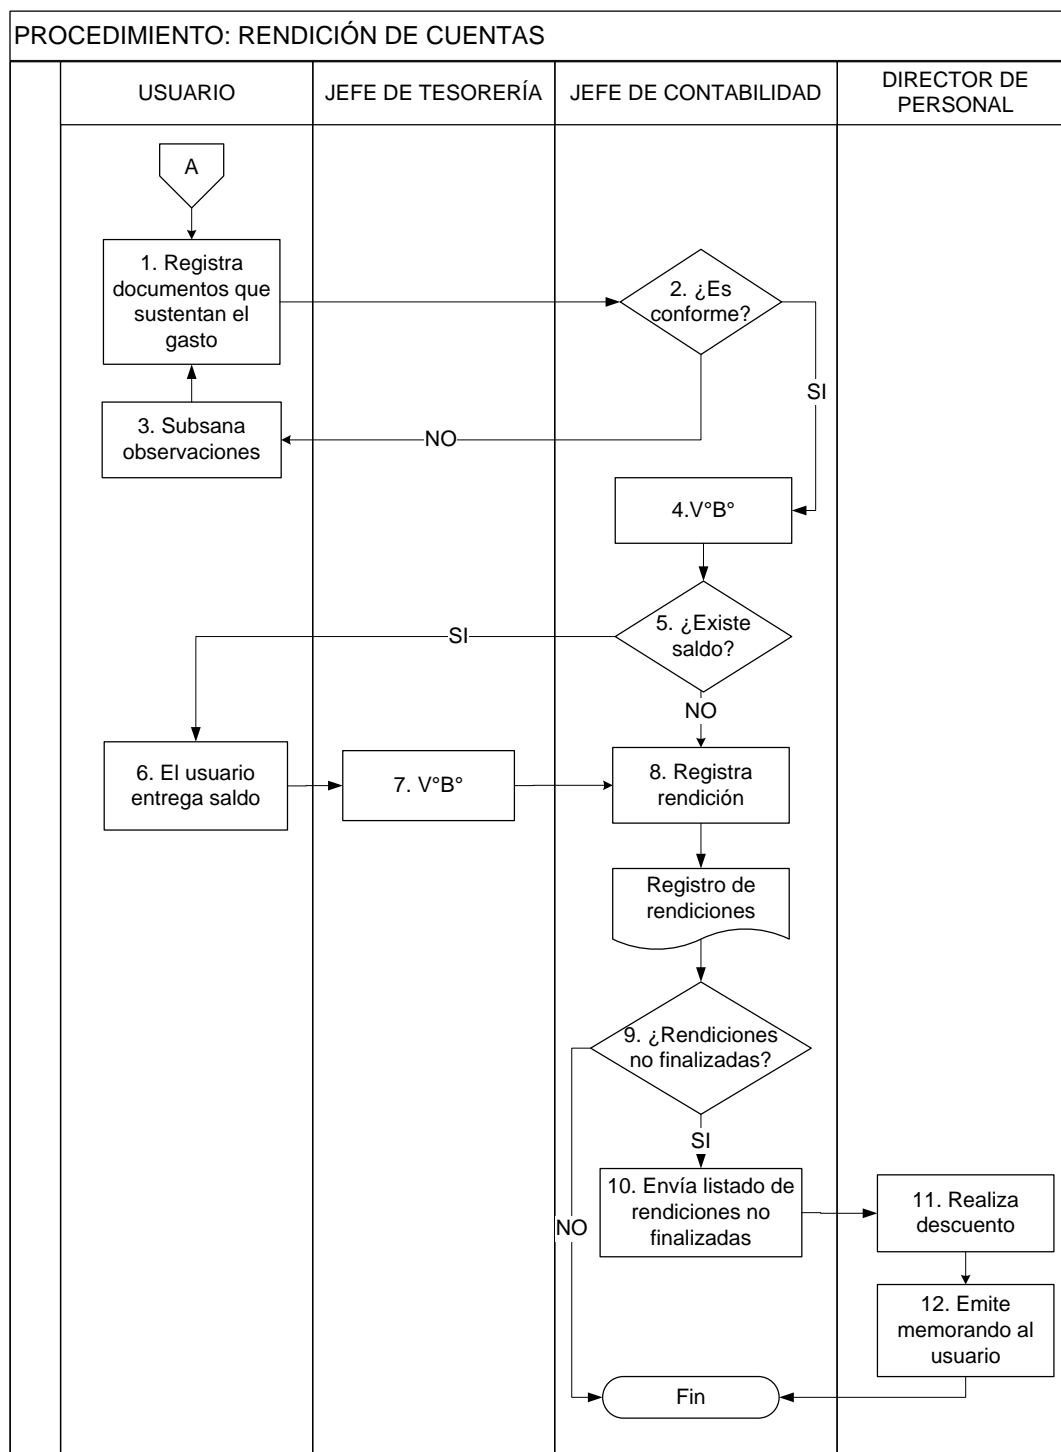 PROCEDIMIENTO: RENDICIÓN DE CUENTAS
USUARIO
JEFE DE TESORERÍA
JEFE DE CONTABILIDAD
DIRECTOR DE
PERSONAL
A
1. Registra
documentos que
sustentan el
gasto
2. ¿Es
conforme?
SI
3. Subsana
observaciones
NO
4.V°B°
5. ¿Existe
saldo?
SI
NO
6. El usuario
entrega saldo
7. V°B°
8. Registra
rendición
Registro de
rendiciones
9. ¿Rendiciones
no finalizadas?
SI
10. Envía listado de
rendiciones no
finalizadas
11. Realiza
descuento
NO
12. Emite
memorando al
usuario
Fin